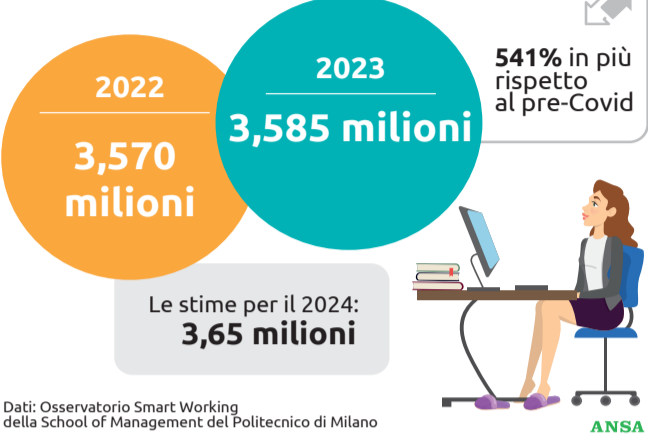 2022
3,570
milioni
2023
3,585 milioni
541% in più
rispetto
al pre-Covid
Le stime per il 2024:
3,65 milioni
Dati: Osservatorio Smart Working
della School of Management del Politecnico di Milano
ANSA